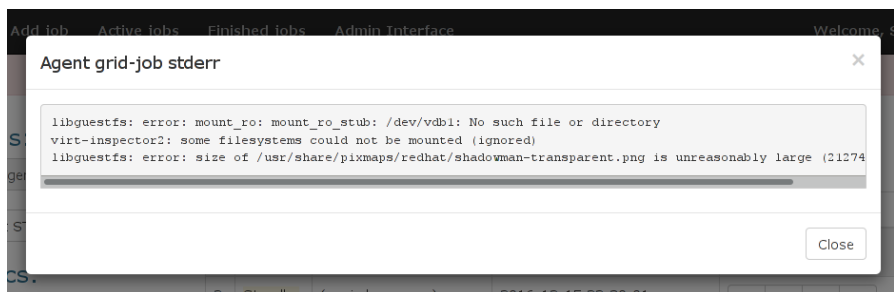 Add job Active jobs Finished jobs Admin Interface Welcome, S
Agent grid-job stderr ×
libguestfs: error: mount_ro: mount_ro_stub: /dev/vdb1: No such file or directory
virt-inspector2: some filesystems could not be mounted (ignored)
libguestfs: error: size of /usr/share/pixmaps/redhat/shadowman-transparent.png is unreasonably large (21274
Close
cs.